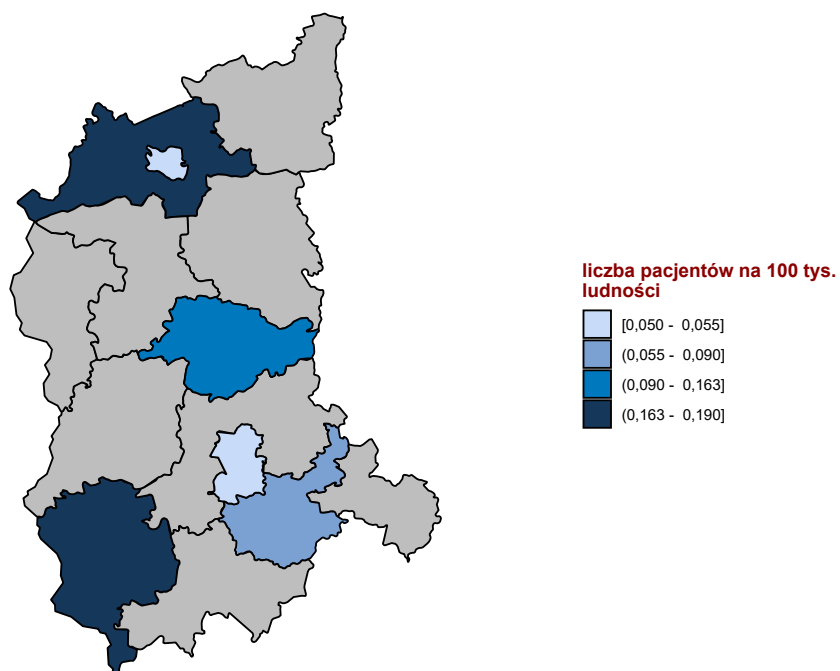 liczba pacjentów na 100 tys.
ludności
[0,050 - 0,055]
(0,055 - 0,090]
(0,090 - 0,163]
(0,163 - 0,190]